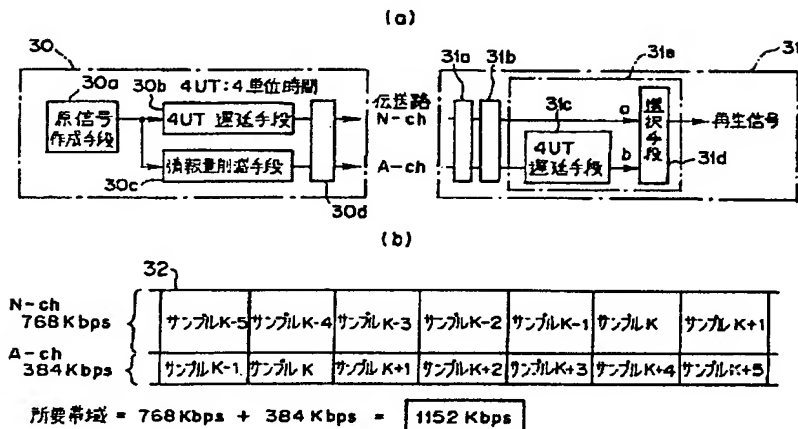 (a)
30
30a
30b
4UT:4単位時間
原信号
作成手段
4UT 遅延手段
情報量削減手段
30c
30d
伝送路
N-ch
A-ch
31a
31b
31e
31
31c
4UT
遅延手段
a
b
選択手段
31d
再生信号
(b)
32
N-ch
768Kbps
サンプルK-5
サンプルK-4
サンプルK-3
サンプルK-2
サンプルK-1
サンプルK
サンプルK+1
A-ch
384Kbps
サンプルK-1
サンプルK
サンプルK+1
サンプルK+2
サンプルK+3
サンプルK+4
サンプルK+5
所要帯域 = 768Kbps + 384Kbps = 1152 Kbps